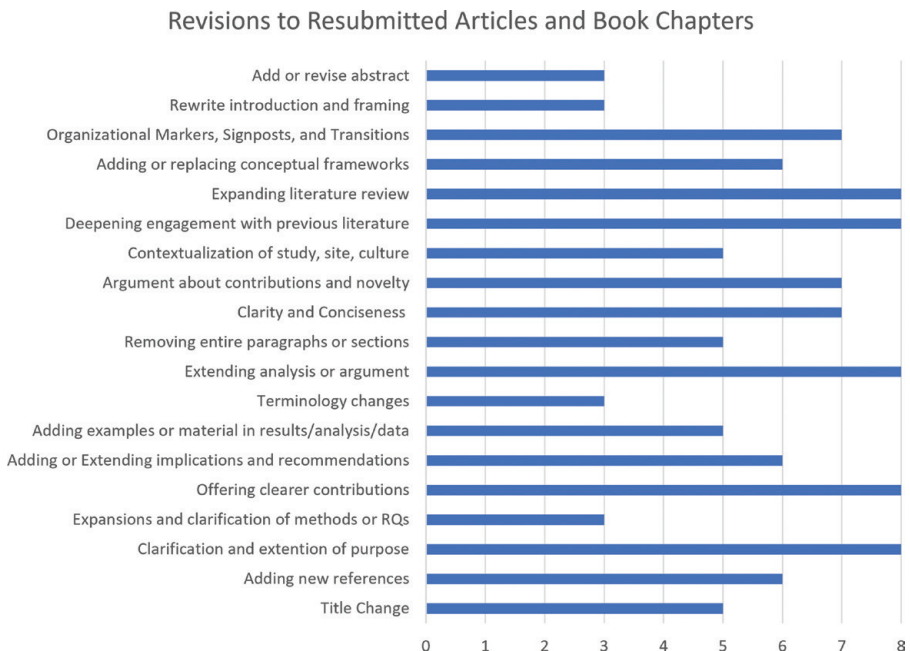 Revisions to Resubmitted Articles and Book Chapters
Add or revise abstract
Rewrite introduction and framing
Organizational Markers, Signposts, and Transitions
Adding or replacing conceptual frameworks
Expanding literature review
Deepening engagement with previous literature
Contextualization of study, site, culture
Argument about contributions and novelty
Clarity and Conciseness
Removing entire paragraphs or sections
Extending analysis or argument
Terminology changes
Adding examples or material in results/analysis/data
Adding or Extending implications and recommendations
Offering clearer contributions
Expansions and clarification of methods or RQs
Clarification and extention of purpose
Adding new references
Title Change
0 1 2 3 4 5 6 7 8